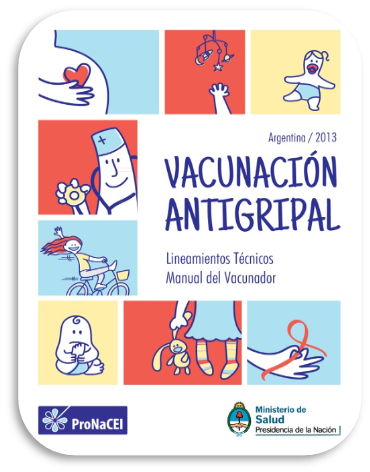 Argentina / 2013
VACUNACIÓN
ANTIGRIPAL
Lineamientos Técnicos
Manual del Vacunador
ProNaCEI
Ministerio de
Salud
Presidencia de la Nación